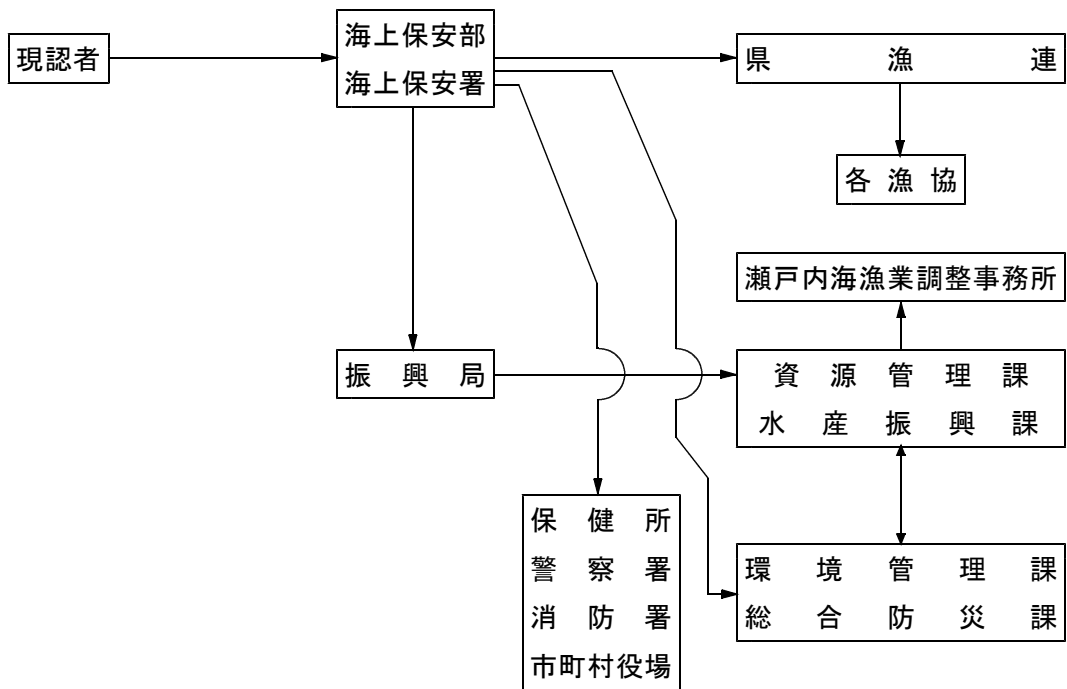 現認者
海上保安部
海上保安署
県漁連
各漁協
瀬戸内海漁業調整事務所
振興局
資源管理課
水産振興課
保健所
警察署
消防署
市町村役場
環境管理課
総合防災課